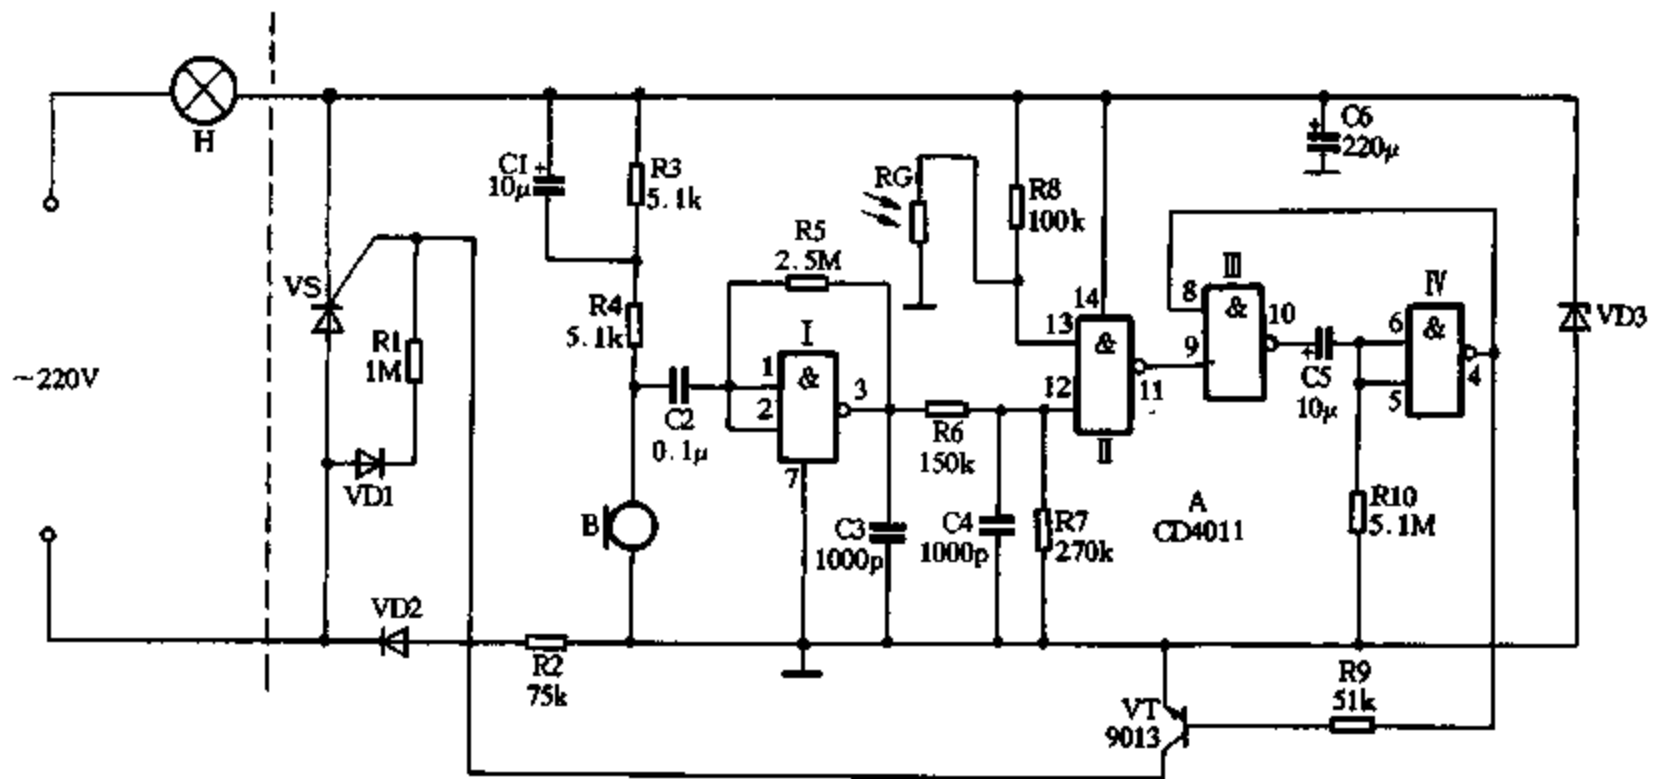 H
C1
10μ
+
R3
5.1k
RG
R8
100k
C6
+
220μ
R5
2.5M
VS
R4
5.1k
R1
1M
I
III
IV
14
8
&
10
6
&
VD3
~220V
1
&
3
2
C2
0.1μ
13
&
12
11
9
+
C5
10μ
5
4
R6
150k
II
VD1
7
B
C3
1000p
C4
1000p
R7
270k
A
CD4011
R10
5.1M
VD2
R2
75k
VT
9013
R9
51k